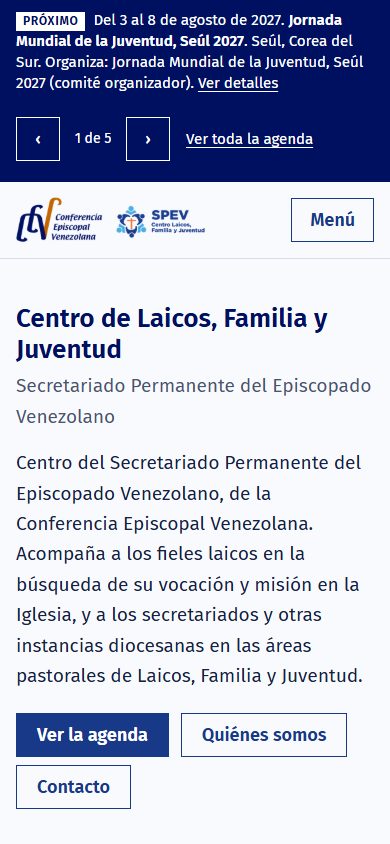 PRÓXIMO Del 3 al 8 de agosto de 2027. Jornada
Mundial de la Juventud, Seúl 2027. Seúl, Corea del
Sur. Organiza: Jornada Mundial de la Juventud, Seúl
2027 (comité organizador). Ver detalles
‹ 1 de 5 › Ver toda la agenda
Conferencia
Episcopal
Venezolana
SPEV
Centro Laicos,
Familia y Juventud
Menú
Centro de Laicos, Familia y
Juventud
Secretariado Permanente del Episcopado
Venezolano
Centro del Secretariado Permanente del
Episcopado Venezolano, de la
Conferencia Episcopal Venezolana.
Acompaña a los fieles laicos en la
búsqueda de su vocación y misión en la
Iglesia, y a los secretariados y otras
instancias diocesanas en las áreas
pastorales de Laicos, Familia y Juventud.
Ver la agenda Quiénes somos
Contacto